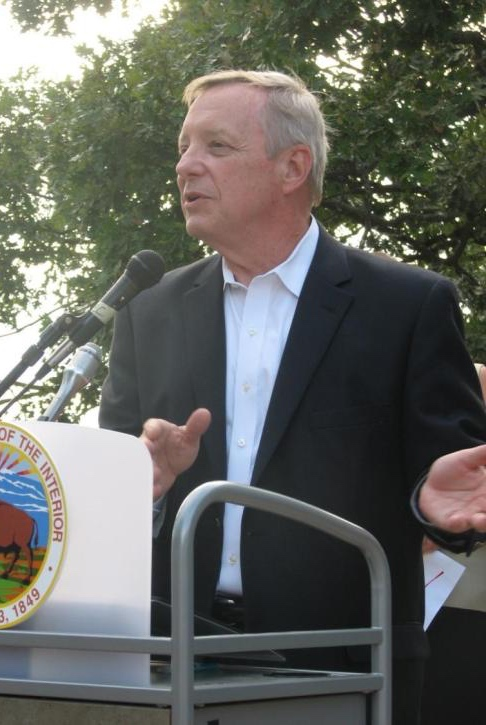 OF THE INTERIOR
3, 1849